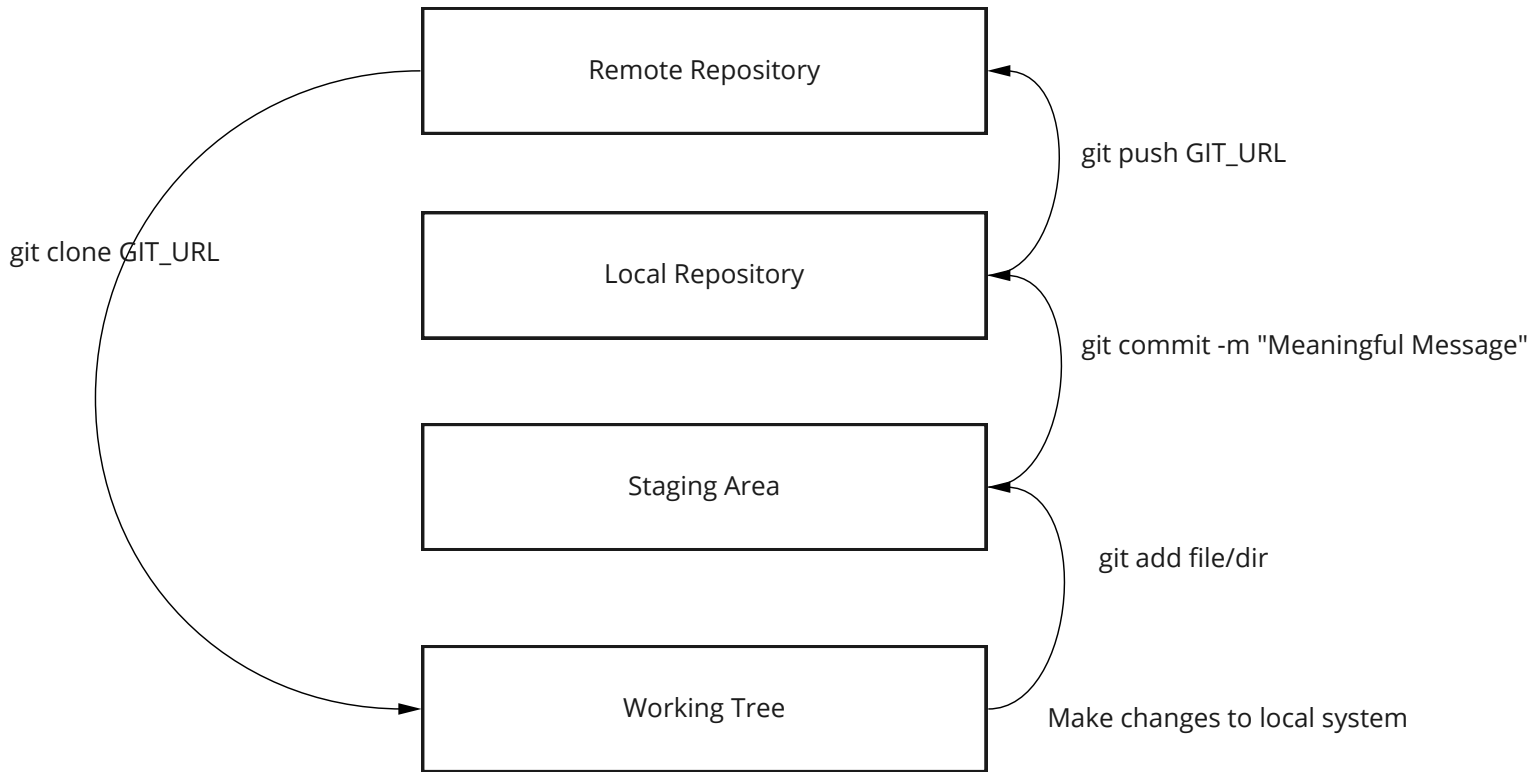 Remote Repository
git push GIT_URL
git clone GIT_URL
Local Repository
git commit -m "Meaningful Message"
Staging Area
git add file/dir
Working Tree
Make changes to local system